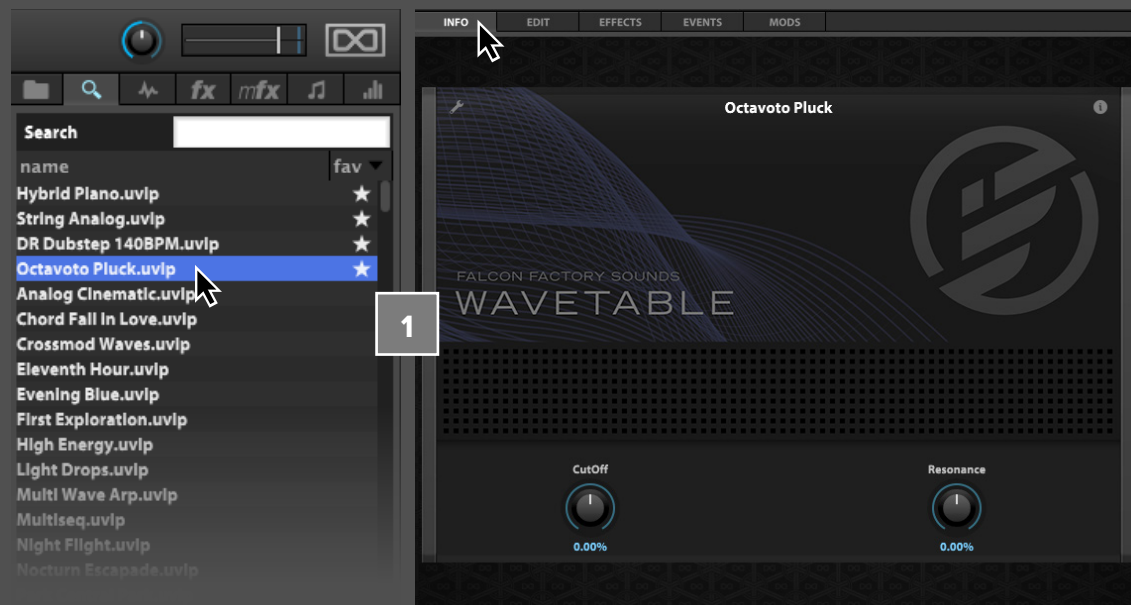 INFO EDIT EFFECTS EVENTS MODS
fx mfx
Search
name fav
Hybrid Piano.uvip
String Analog.uvip
DR Dubstep 140BPM.uvip
Octavoto Pluck.uvip
Analog Cinematic.uvip
Chord Fall In Love.uvip
Crossmod Waves.uvip
Eleventh Hour.uvip
Evening Blue.uvip
First Exploration.uvip
High Energy.uvip
Light Drops.uvip
Multi Wave Arp.uvip
Multiseq.uvip
Night Flight.uvip
Nocturn Escapade.uvip
1
Octavoto Pluck
FALCON FACTORY SOUNDS
WAVETABLE
CutOff Resonance
0.00% 0.00%